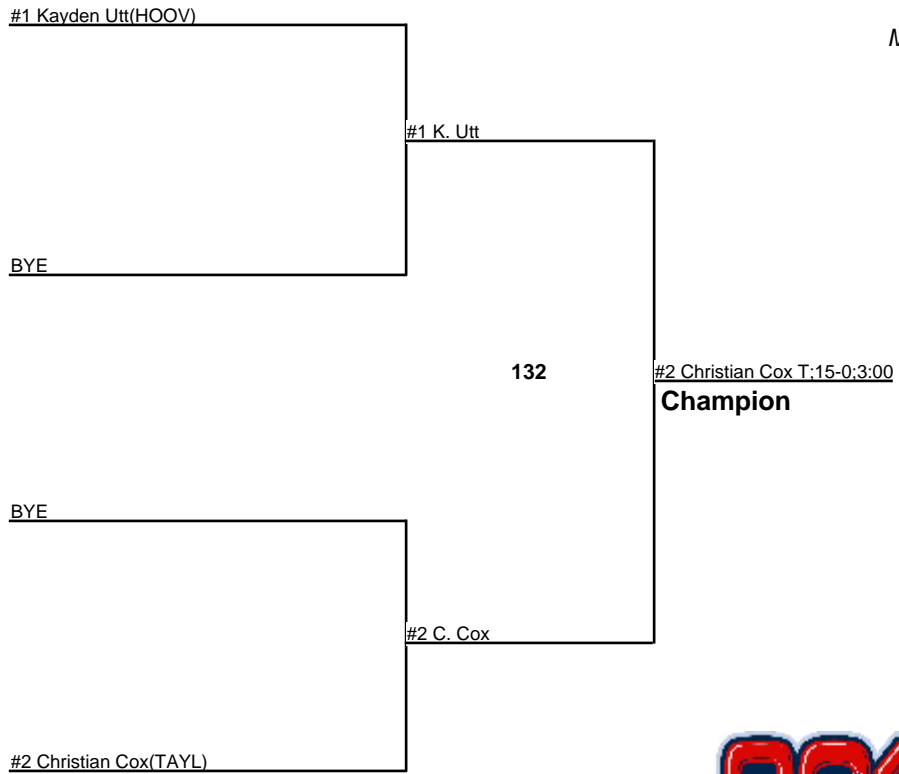 #1 Kayden Utt(HOOV)
#1 K. Utt
BYE
132
#2 Christian Cox T;15-0;3:00
Champion
BYE
#2 C. Cox
#2 Christian Cox(TAYL)